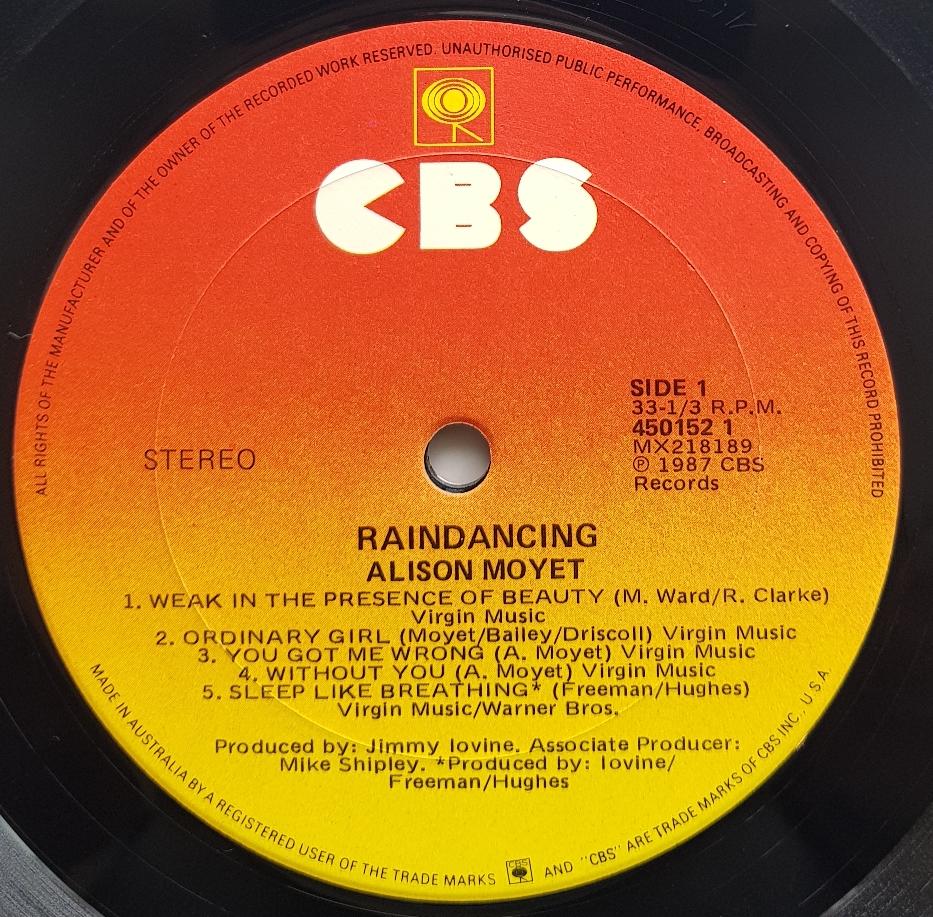 ALL RIGHTS OF THE MANUFACTURER AND OF THE OWNER OF THE RECORDED WORK RESERVED. UNAUTHORISED PUBLIC PERFORMANCE, BROADCASTING AND COPYING OF THIS RECORD PROHIBITED
CBS
SIDE 1
33-1/3 R.P.M.
450152 1
MX218189
℗ 1987 CBS
Records
STEREO
RAINDANCING
ALISON MOYET
1. WEAK IN THE PRESENCE OF BEAUTY (M. Ward/R. Clarke)
Virgin Music
2. ORDINARY GIRL (Moyet/Bailey/Driscoll) Virgin Music
3. YOU GOT ME WRONG (A. Moyet) Virgin Music
4. WITHOUT YOU (A. Moyet) Virgin Music
5. SLEEP LIKE BREATHING* (Freeman/Hughes)
Virgin Music/Warner Bros.
Produced by: Jimmy Iovine. Associate Producer:
Mike Shipley. *Produced by: Iovine/
Freeman/Hughes
MADE IN AUSTRALIA BY A REGISTERED USER OF THE TRADE MARKS CBS AND "CBS" ARE TRADE MARKS OF CBS INC., U.S.A.